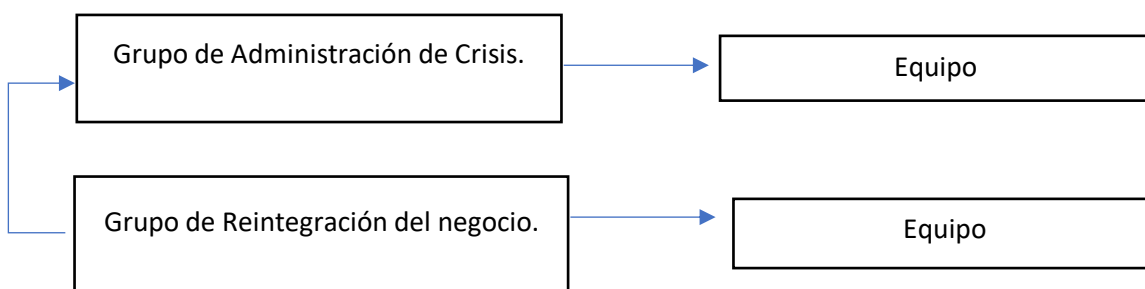 Grupo de Administración de Crisis.
Equipo
Grupo de Reintegración del negocio.
Equipo